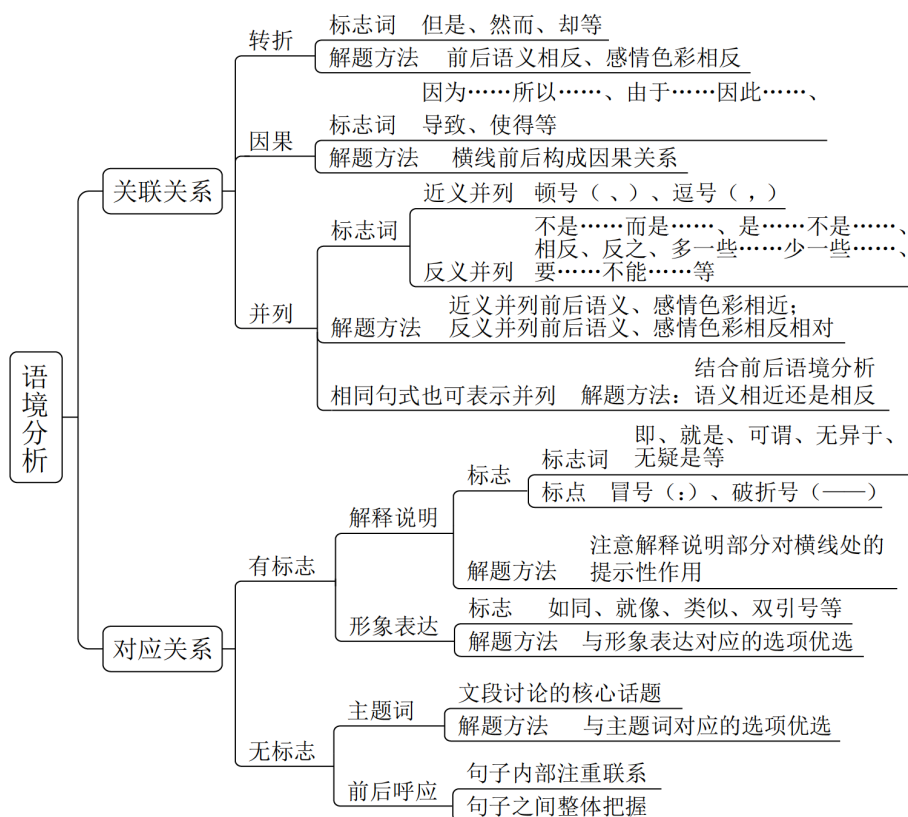 语境分析
关联关系
转折
标志词 但是、然而、却等
解题方法 前后语义相反、感情色彩相反
因果
因为……所以……、由于……因此……、
标志词 导致、使得等
解题方法 横线前后构成因果关系
并列
标志词
近义并列 顿号（、）、逗号（，）
不是……而是……、是……不是……、
相反、反之、多一些……少一些……、
反义并列 要……不能……等
近义并列前后语义、感情色彩相近；
解题方法 反义并列前后语义、感情色彩相反相对
结合前后语境分析
相同句式也可表示并列 解题方法：语义相近还是相反
对应关系
有标志
解释说明
标志
即、就是、可谓、无异于、
标志词 无疑是等
标点 冒号（：）、破折号（——）
注意解释说明部分对横线处的
解题方法 提示性作用
形象表达
标志 如同、就像、类似、双引号等
解题方法 与形象表达对应的选项优选
无标志
主题词
文段讨论的核心话题
解题方法 与主题词对应的选项优选
前后呼应
句子内部注重联系
句子之间整体把握